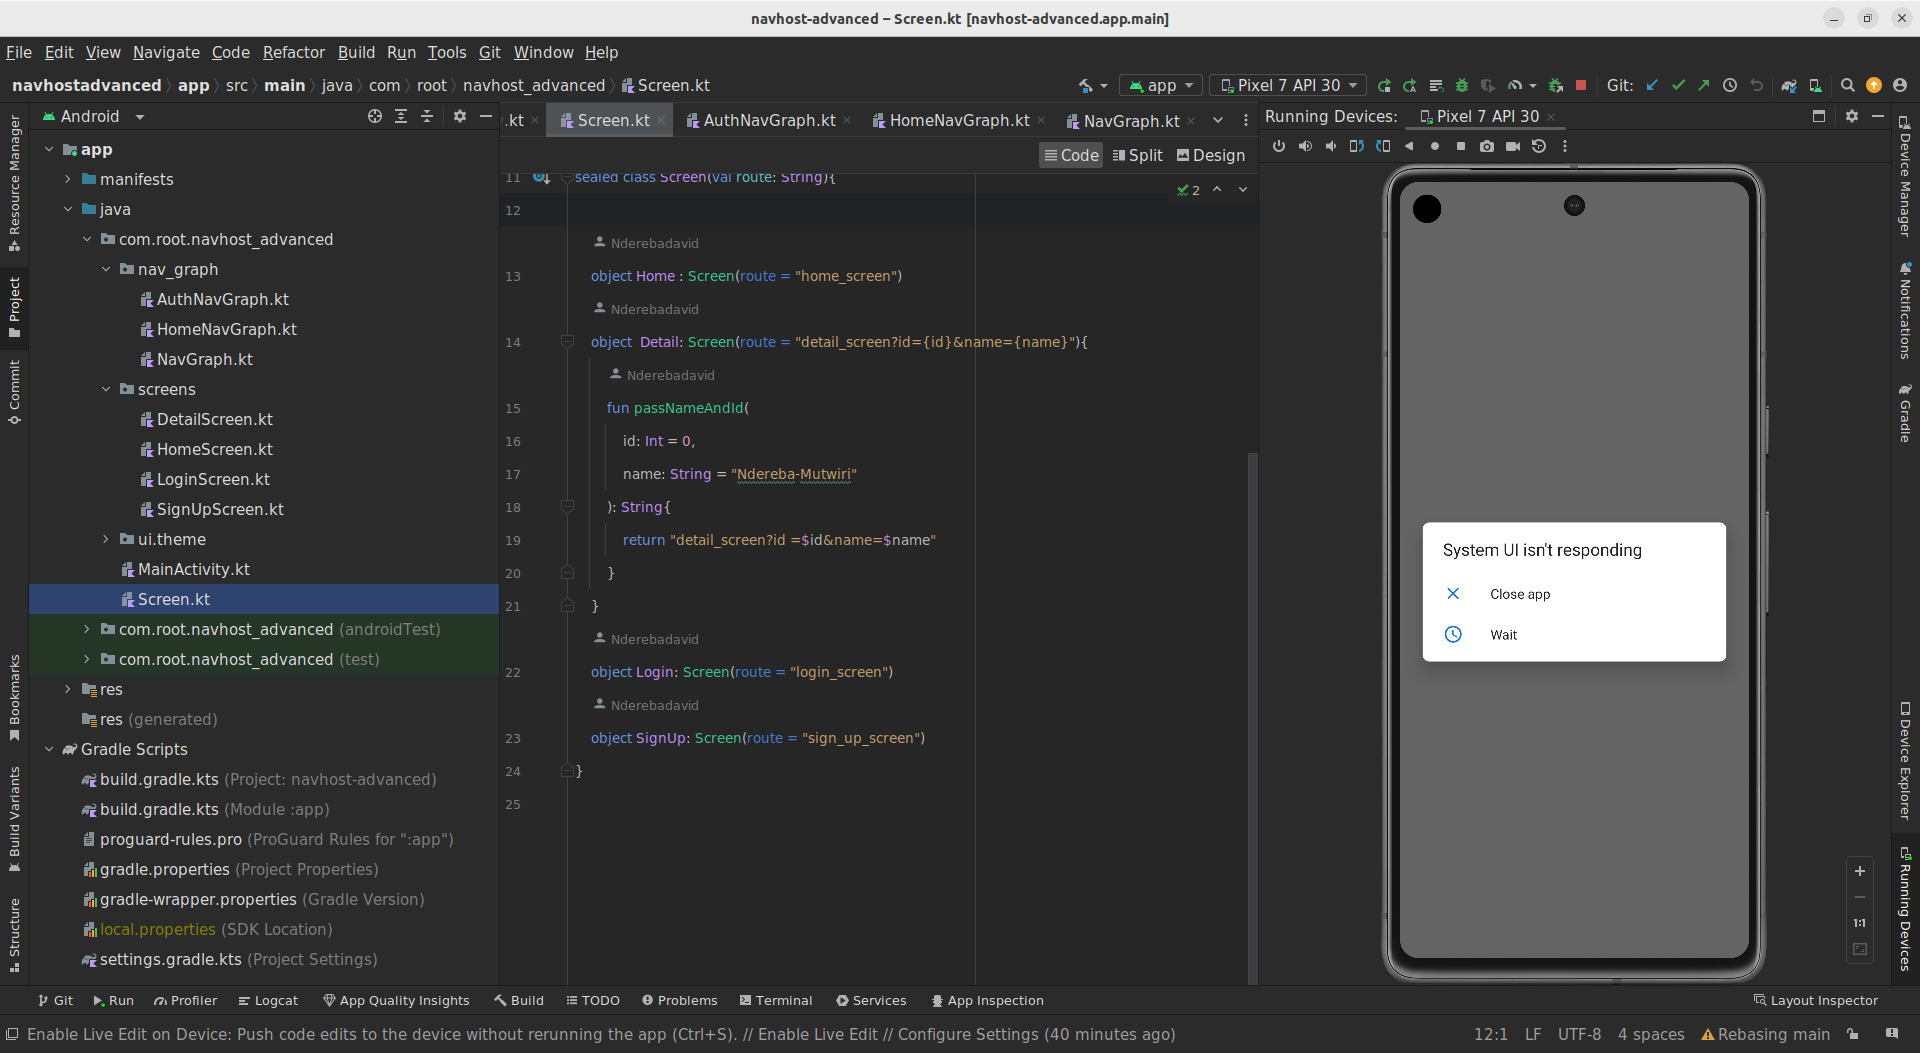 navhost-advanced – Screen.kt [navhost-advanced.app.main]
File Edit View Navigate Code Refactor Build Run Tools Git Window Help
navhostadvanced app src main java com root navhost_advanced Screen.kt
app Pixel 7 API 30 Git:
Android
.kt Screen.kt AuthNavGraph.kt HomeNavGraph.kt NavGraph.kt
Running Devices: Pixel 7 API 30
Code Split Design
Resource Manager
Project
Commit
Bookmarks
Build Variants
Structure
app
manifests
java
com.root.navhost_advanced
nav_graph
AuthNavGraph.kt
HomeNavGraph.kt
NavGraph.kt
screens
DetailScreen.kt
HomeScreen.kt
LoginScreen.kt
SignUpScreen.kt
ui.theme
MainActivity.kt
Screen.kt
com.root.navhost_advanced (androidTest)
com.root.navhost_advanced (test)
res
res (generated)
Gradle Scripts
build.gradle.kts (Project: navhost-advanced)
build.gradle.kts (Module :app)
proguard-rules.pro (ProGuard Rules for ":app")
gradle.properties (Project Properties)
gradle-wrapper.properties (Gradle Version)
local.properties (SDK Location)
settings.gradle.kts (Project Settings)
11 sealed class Screen(val route: String){
2
12
Nderebadavid
13 object Home : Screen(route = "home_screen")
Nderebadavid
14 object  Detail: Screen(route = "detail_screen?id={id}&name={name}"){
Nderebadavid
15 fun passNameAndId(
16 id: Int = 0,
17 name: String = "Ndereba-Mutwiri"
18 ): String{
19 return "detail_screen?id =$id&name=$name"
20 }
21 }
Nderebadavid
22 object Login: Screen(route = "login_screen")
Nderebadavid
23 object SignUp: Screen(route = "sign_up_screen")
24 }
25
System UI isn't responding
Close app
Wait
1:1
Device Manager
Notifications
Gradle
Device Explorer
Running Devices
Git Run Profiler Logcat App Quality Insights Build TODO Problems Terminal Services App Inspection Layout Inspector
Enable Live Edit on Device: Push code edits to the device without rerunning the app (Ctrl+S). // Enable Live Edit // Configure Settings (40 minutes ago) 12:1 LF UTF-8 4 spaces Rebasing main